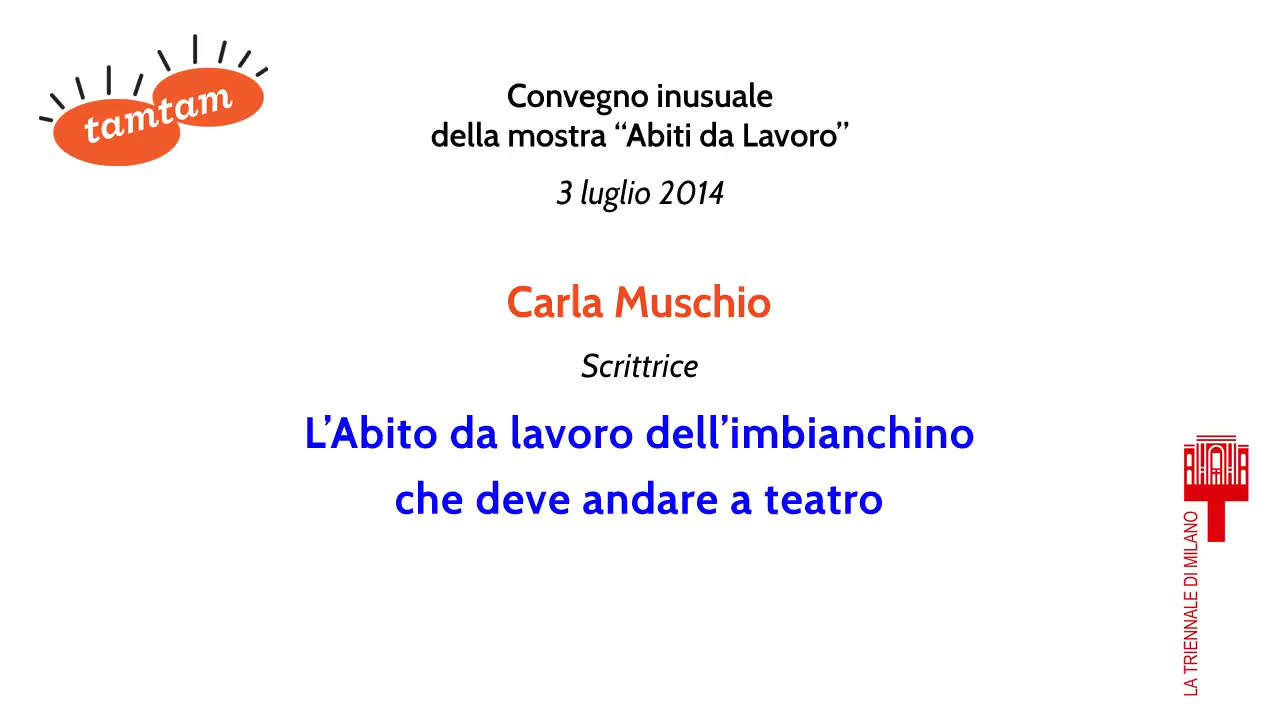 tamtam
Convegno inusuale
della mostra “Abiti da Lavoro”
3 luglio 2014
Carla Muschio
Scrittrice
L’Abito da lavoro dell’imbianchino
che deve andare a teatro
LA TRIENNALE DI MILANO